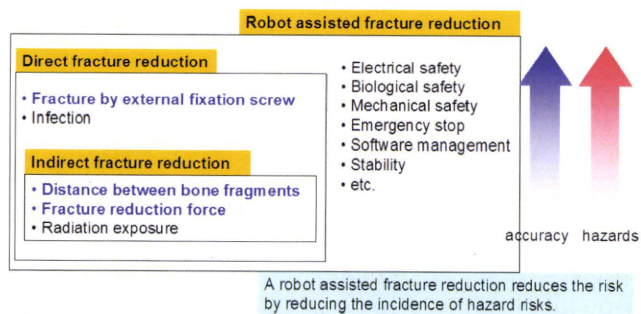 Robot assisted fracture reduction
Direct fracture reduction
• Fracture by external fixation screw
• Infection
Indirect fracture reduction
• Distance between bone fragments
• Fracture reduction force
• Radiation exposure
• Electrical safety
• Biological safety
• Mechanical safety
• Emergency stop
• Software management
• Stability
• etc.
accuracy hazards
A robot assisted fracture reduction reduces the risk
by reducing the incidence of hazard risks.